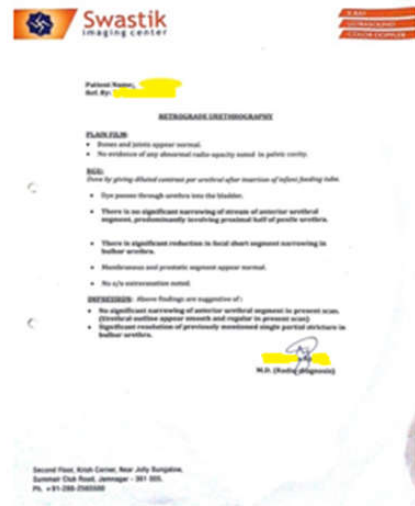 Swastik
imaging center
X-RAY
ULTRASOUND
COLOR DOPPLER
Patient Name:
Ref. By:
RETROGRADE URETHROGRAPHY
PLAIN FILM:
• Bones and joints appear normal.
• No evidence of any abnormal radio opacity noted in pelvic cavity.
RGU:
Done by giving diluted contrast per urethral after insertion of infant feeding tube.
• Dye passes through urethra into the bladder.
• There is no significant narrowing of stream of anterior urethral
segment, predominantly involving proximal half of penile urethra.
• There is significant reduction in focal short segment narrowing in
bulbar urethra.
• Membranous and prostatic segment appear normal.
• No e/o extravasation noted.
IMPRESSION: Above findings are suggestive of:
• No significant narrowing of anterior urethral segment in present scan.
(Urethral outline appear smooth and regular in present scan)
• Significant resolution of previously mentioned single partial stricture in
bulbar urethra.
M.D. (Radio diagnosis)
Second Floor, Krish Corner, Near Jolly Bungalow,
Summair Club Road, Jamnagar - 361 005.
Ph. +91-288-